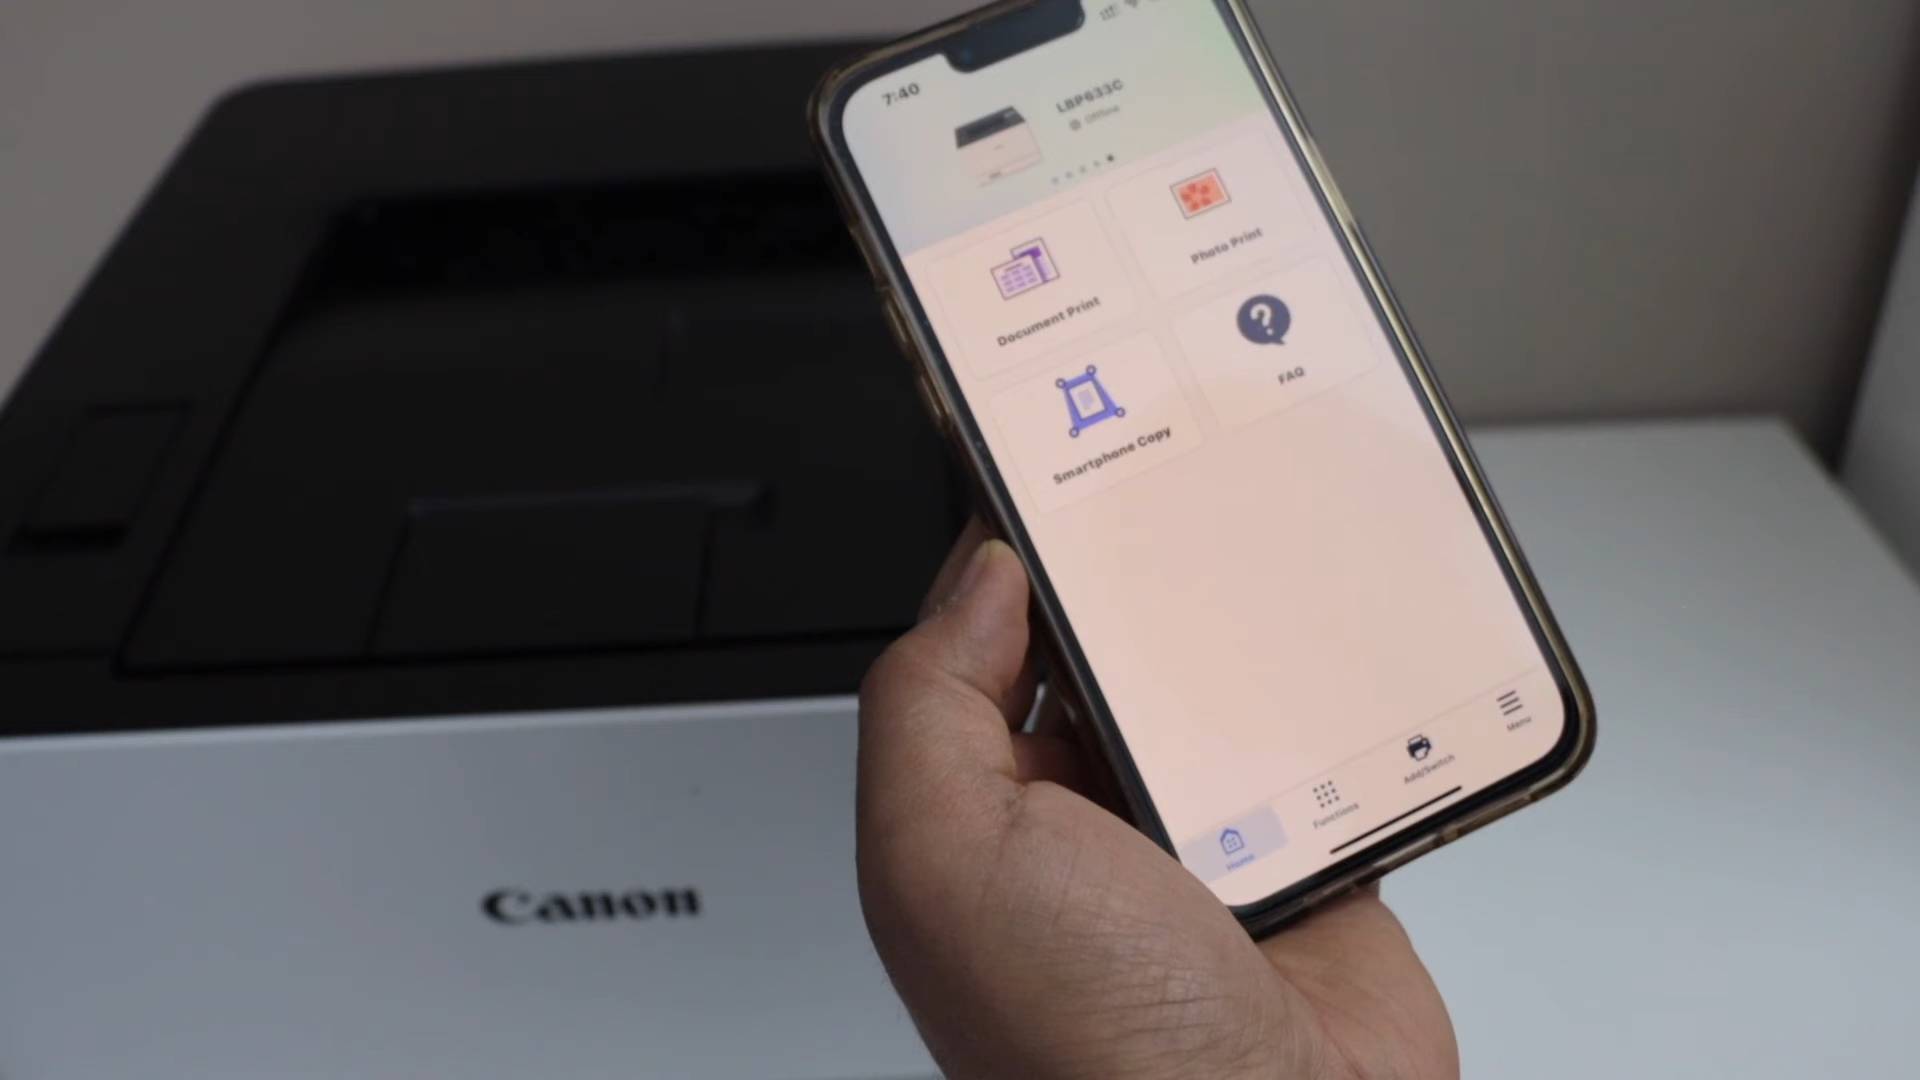 7:40
LBP633C
Offline
Document Print
Photo Print
Smartphone Copy
FAQ
Home
Functions
Add/Switch
Menu
Canon